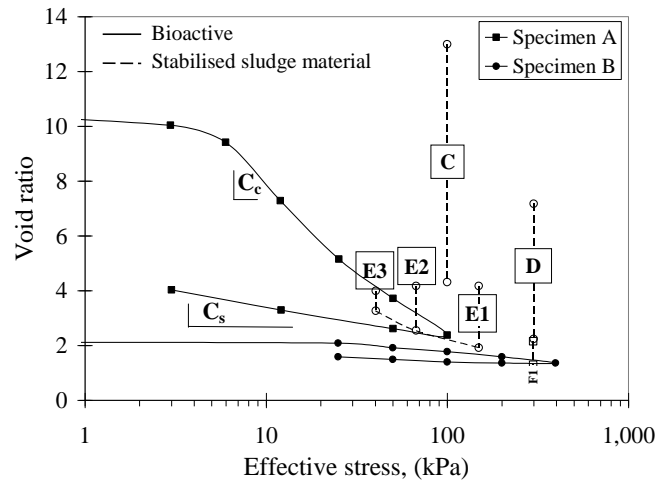 14
12
10
8
6
4
2
0
Void ratio
Bioactive
Stabilised sludge material
Specimen A
Specimen B
C
Cc
E3
E2
D
E1
Cs
F1
1
10
100
1,000
Effective stress, (kPa)